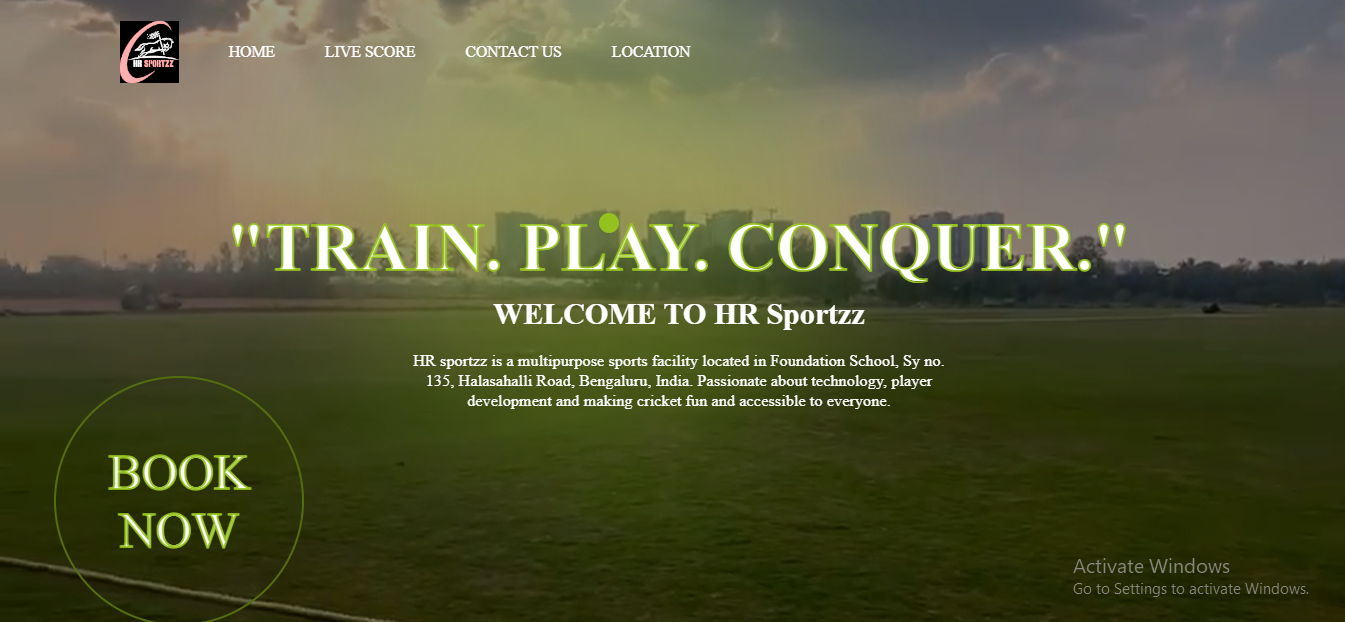 HR SPORTZZ
HOME
LIVE SCORE
CONTACT US
LOCATION
"TRAIN. PLAY. CONQUER."
WELCOME TO HR Sportzz
HR sportzz is a multipurpose sports facility located in Foundation School, Sy no.
135, Halasahalli Road, Bengaluru, India. Passionate about technology, player
development and making cricket fun and accessible to everyone.
BOOK
NOW
Activate Windows
Go to Settings to activate Windows.